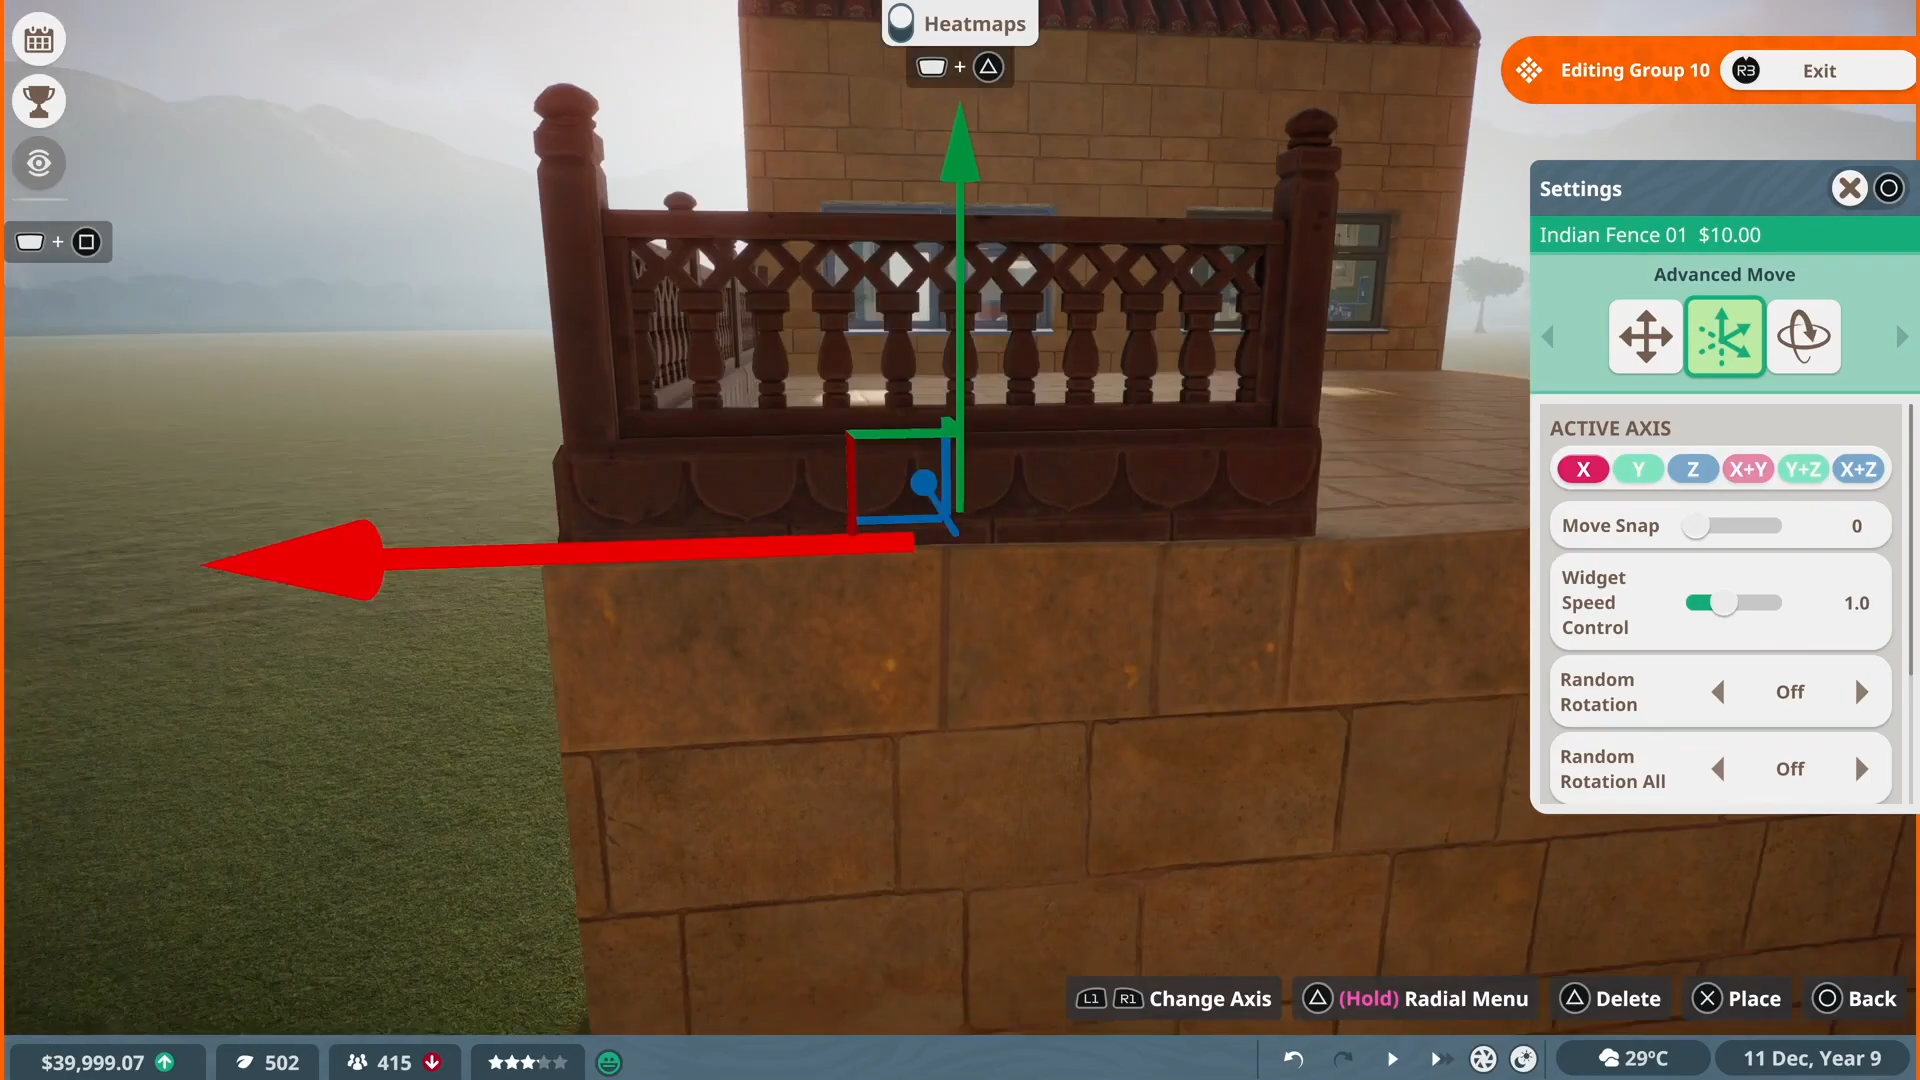 Heatmaps
+
Editing Group 10
R3 Exit
+
Settings
Indian Fence 01 $10.00
Advanced Move
ACTIVE AXIS
X Y Z X+Y Y+Z X+Z
Move Snap 0
Widget
Speed
Control
1.0
Random
Rotation
Off
Random
Rotation All
Off
L1 R1 Change Axis
(Hold) Radial Menu
Delete
Place
Back
$39,999.07
502
415
29°C
11 Dec, Year 9